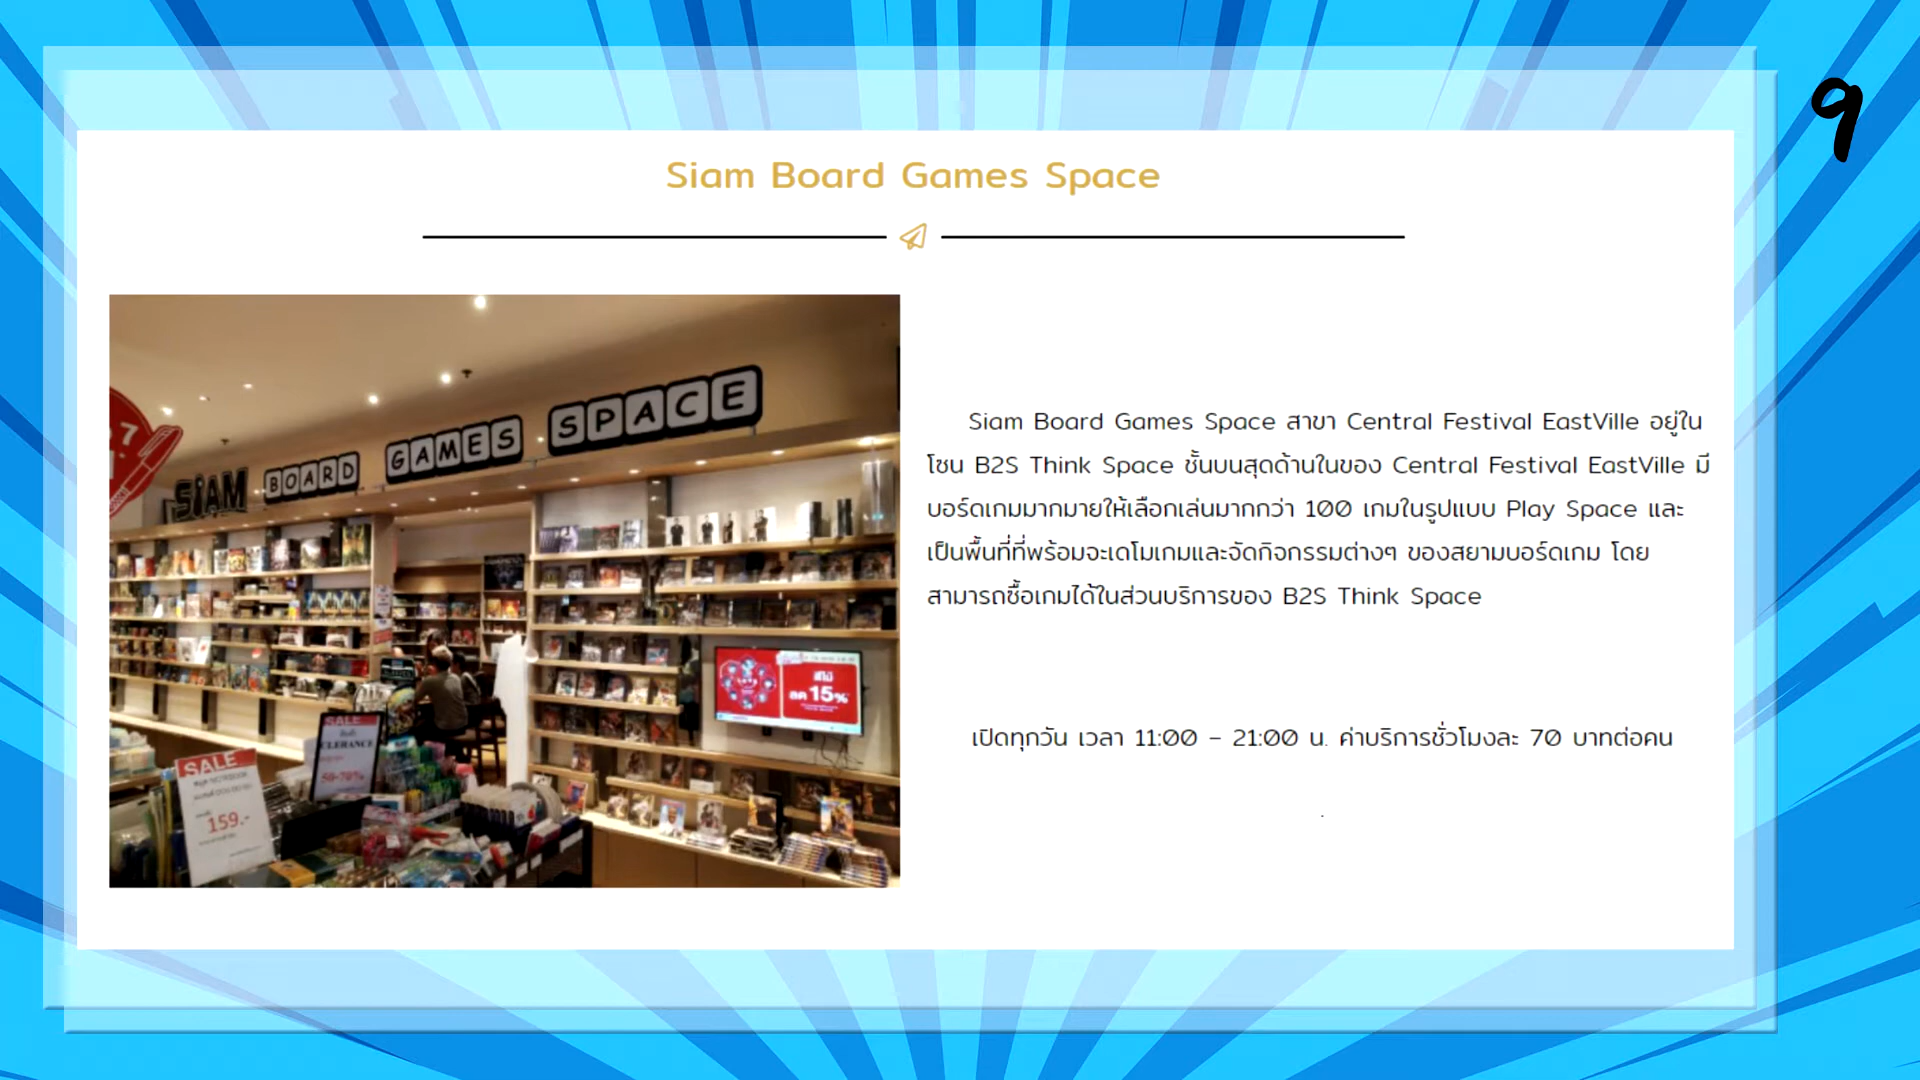 9
Siam Board Games Space
SIAM BOARD GAMES SPACE
Siam Board Games Space สาขา Central Festival EastVille อยู่ใน
โซน B2S Think Space ชั้นบนสุดด้านในของ Central Festival EastVille มี
บอร์ดเกมมากมายให้เลือกเล่นมากกว่า 100 เกมในรูปแบบ Play Space และ
เป็นพื้นที่ที่พร้อมจะเดโมเกมและจัดกิจกรรมต่างๆ ของสยามบอร์ดเกม โดย
สามารถซื้อเกมได้ในส่วนบริการของ B2S Think Space
เปิดทุกวัน เวลา 11:00 – 21:00 น. ค่าบริการชั่วโมงละ 70 บาทต่อคน
.
7
ลด 15%
SALE
CLERANCE
50-70%
SALE
159.-